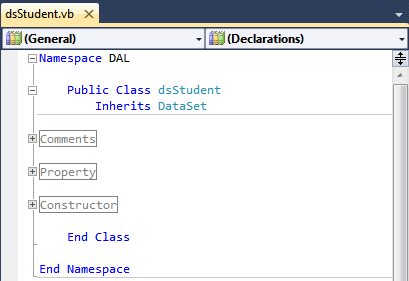 dsStudent.vb
(General) (Declarations)
Namespace DAL
Public Class dsStudent
Inherits DataSet
Comments
Property
Constructor
End Class
End Namespace